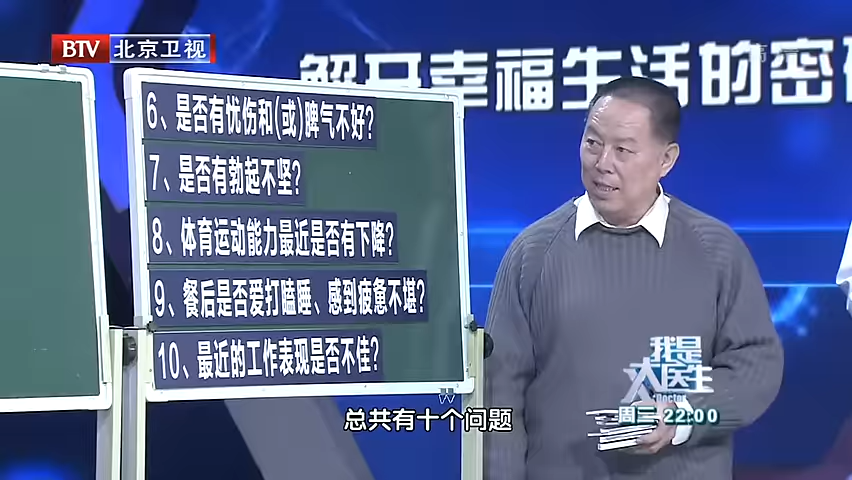 BTV 北京卫视
解开幸福生活的密
6、是否有忧伤和(或)脾气不好？
7、是否有勃起不坚？
8、体育运动能力最近是否有下降？
9、餐后是否爱打瞌睡、感到疲惫不堪？
10、最近的工作表现是否不佳？
我是
大医生
Doctor
周三 22:00
总共有十个问题